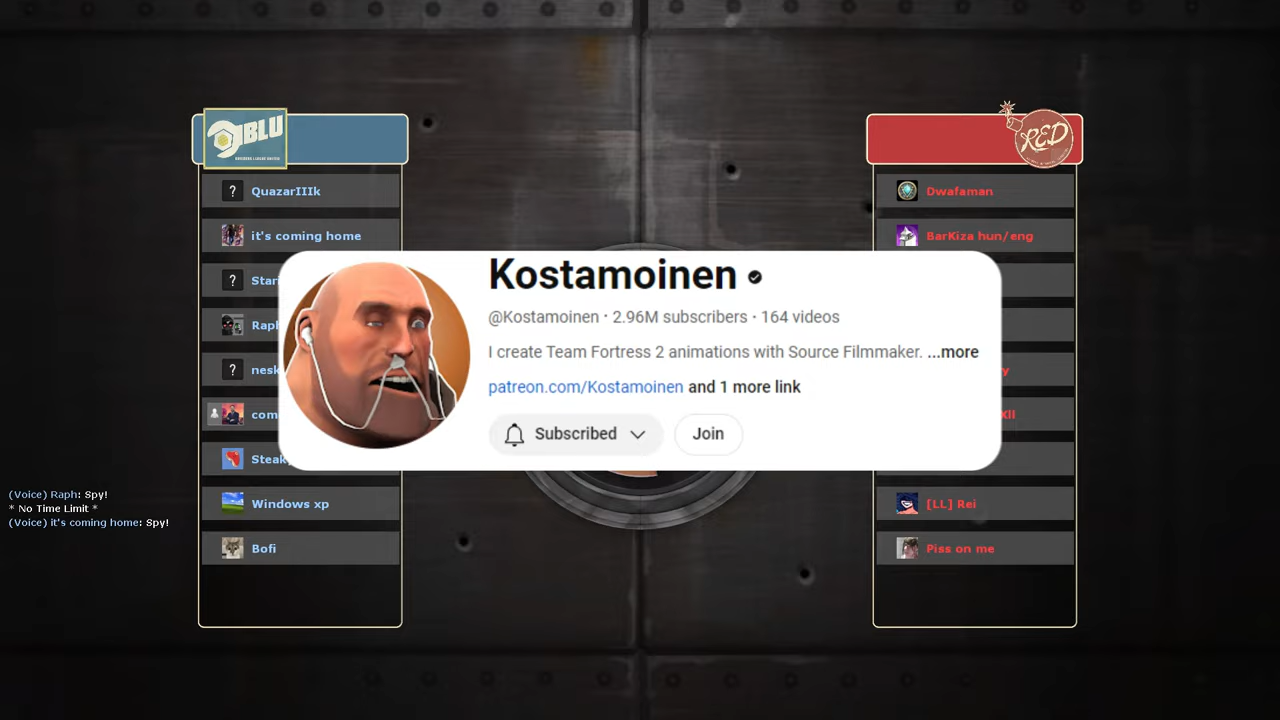 BLU
RED
QuazarIIIk
it's coming home
Star
Raph
nesk
com
Steak
Windows xp
Bofi
Dwafaman
BarKiza hun/eng
y
XII
[LL] Rei
Piss on me
Kostamoinen
@Kostamoinen · 2.96M subscribers · 164 videos
I create Team Fortress 2 animations with Source Filmmaker. ...more
patreon.com/Kostamoinen and 1 more link
Subscribed
Join
(Voice) Raph: Spy!
* No Time Limit *
(Voice) it's coming home: Spy!